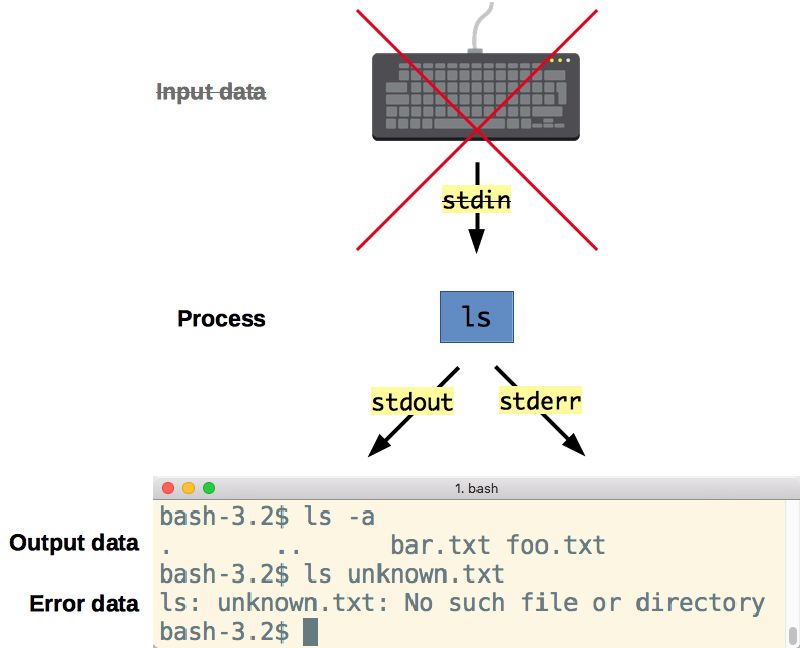 Input data
stdin
Process
ls
stdout
stderr
1. bash
bash-3.2$ ls -a
Output data
. .. bar.txt foo.txt
bash-3.2$ ls unknown.txt
Error data
ls: unknown.txt: No such file or directory
bash-3.2$